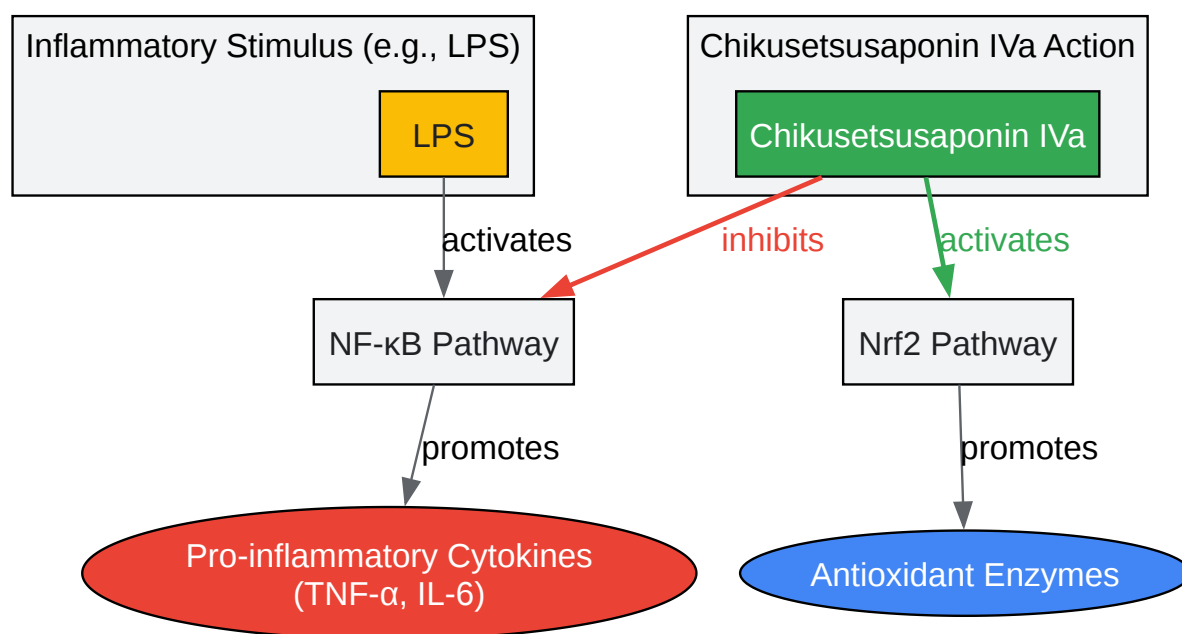 Inflammatory Stimulus (e.g., LPS)
Chikusetsusaponin IVa Action
LPS
Chikusetsusaponin IVa
activates
inhibits
activates
NF-κB Pathway
Nrf2 Pathway
promotes
promotes
Pro-inflammatory Cytokines
(TNF-α, IL-6)
Antioxidant Enzymes